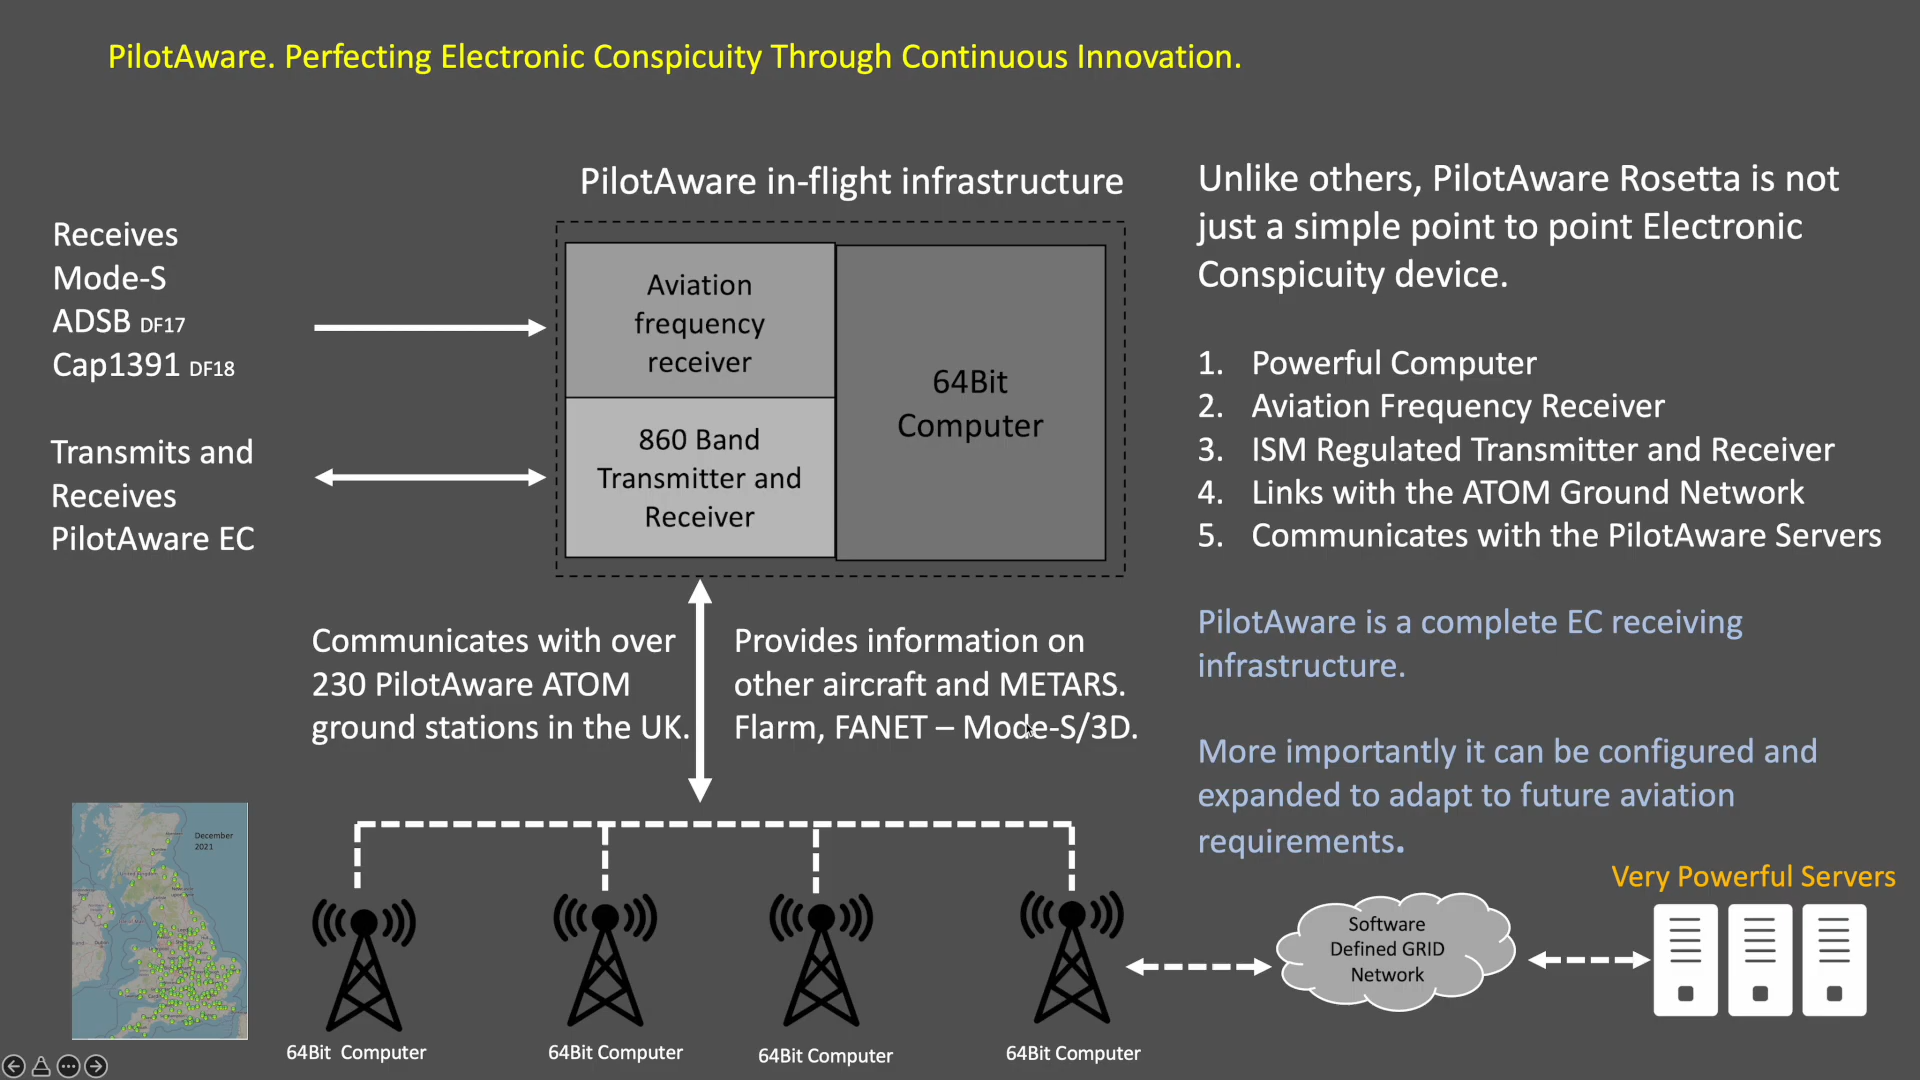 PilotAware. Perfecting Electronic Conspicuity Through Continuous Innovation.
PilotAware in-flight infrastructure
Receives
Mode-S
ADSB DF17
Cap1391 DF18
Transmits and
Receives
PilotAware EC
Aviation
frequency
receiver
860 Band
Transmitter and
Receiver
64Bit
Computer
Unlike others, PilotAware Rosetta is not
just a simple point to point Electronic
Conspicuity device.
1. Powerful Computer
2. Aviation Frequency Receiver
3. ISM Regulated Transmitter and Receiver
4. Links with the ATOM Ground Network
5. Communicates with the PilotAware Servers
PilotAware is a complete EC receiving
infrastructure.
More importantly it can be configured and
expanded to adapt to future aviation
requirements.
Communicates with over
230 PilotAware ATOM
ground stations in the UK.
Provides information on
other aircraft and METARS.
Flarm, FANET – Mode-S/3D.
December
2021
64Bit Computer
64Bit Computer
64Bit Computer
64Bit Computer
Software
Defined GRID
Network
Very Powerful Servers